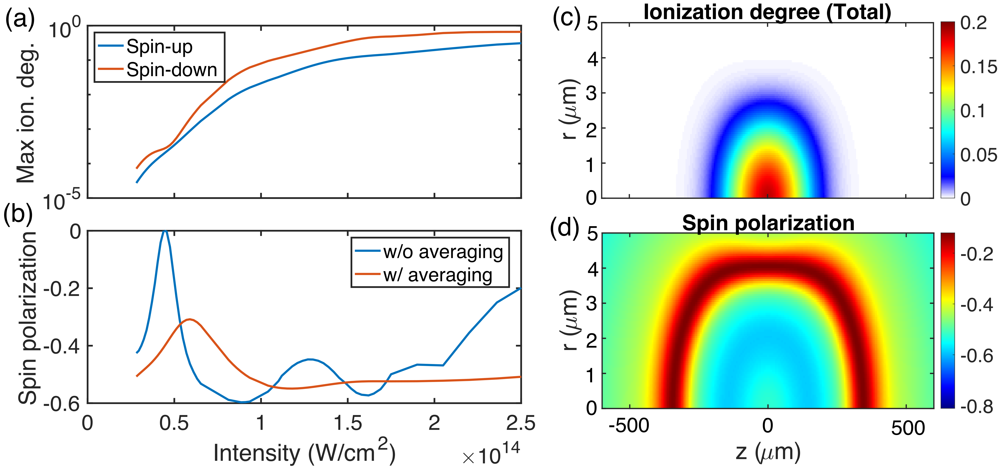 (a)
10^0
Max ion. deg.
10^-5
Spin-up
Spin-down
(b)
Spin polarization
0
-0.2
-0.4
-0.6
w/o averaging
w/ averaging
0 0.5 1 1.5 2 2.5
Intensity (W/cm^2)
×10^14
(c)
Ionization degree (Total)
r (μm)
5
4
3
2
1
0
0.2
0.15
0.1
0.05
0
(d)
Spin polarization
r (μm)
5
4
3
2
1
0
-500 0 500
z (μm)
-0.2
-0.4
-0.6
-0.8